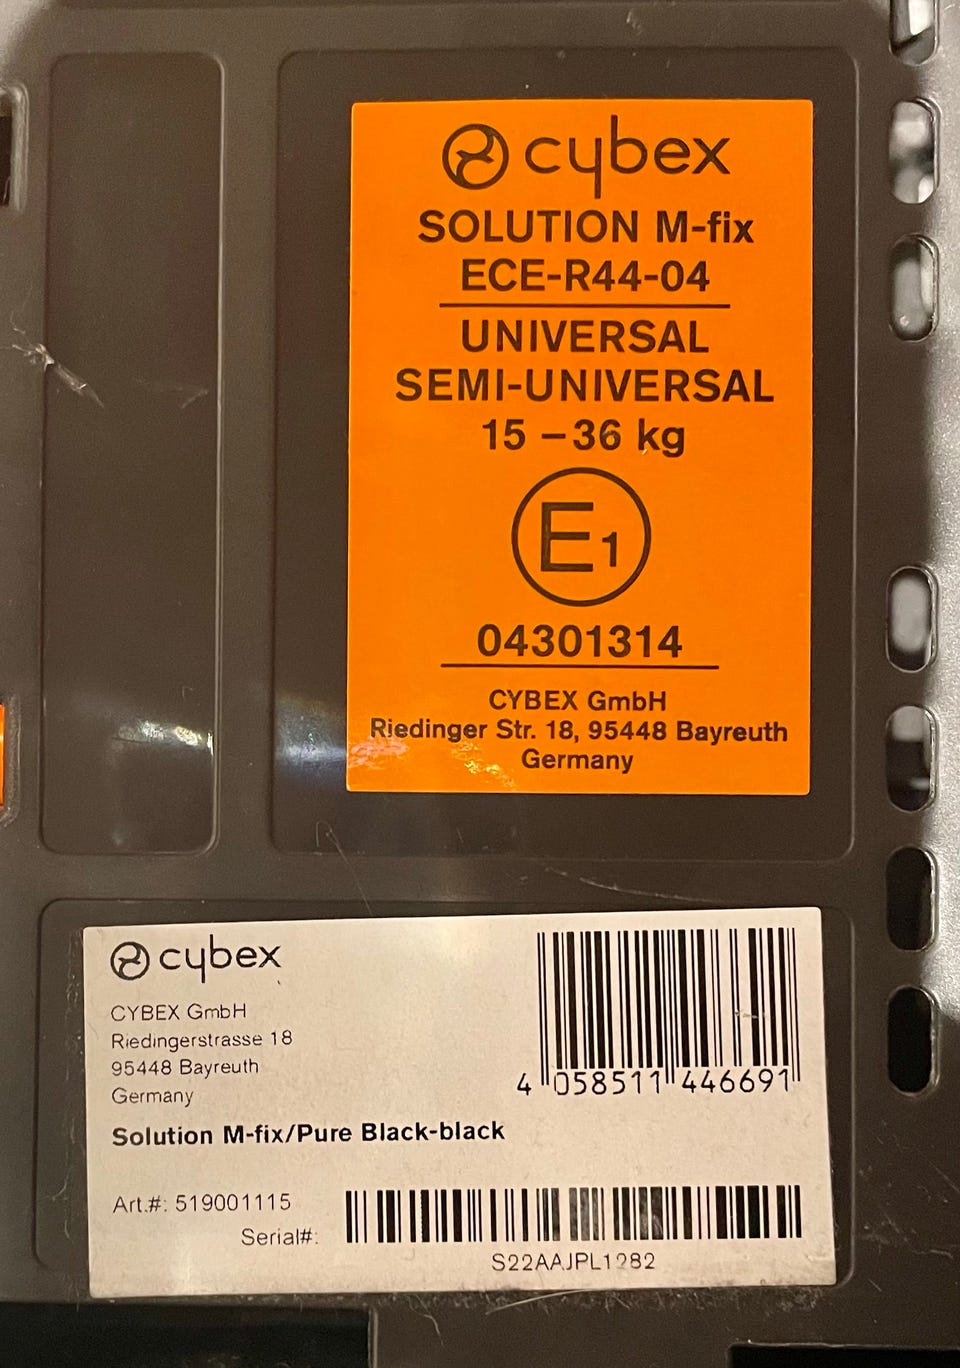 cybex
SOLUTION M-fix
ECE-R44-04
UNIVERSAL
SEMI-UNIVERSAL
15 – 36 kg
E1
04301314
CYBEX GmbH
Riedinger Str. 18, 95448 Bayreuth
Germany
cybex
CYBEX GmbH
Riedingerstrasse 18
95448 Bayreuth
Germany
4 058511 446691
Solution M-fix/Pure Black-black
Art.#: 519001115
Serial#:
S22AAJPL1282